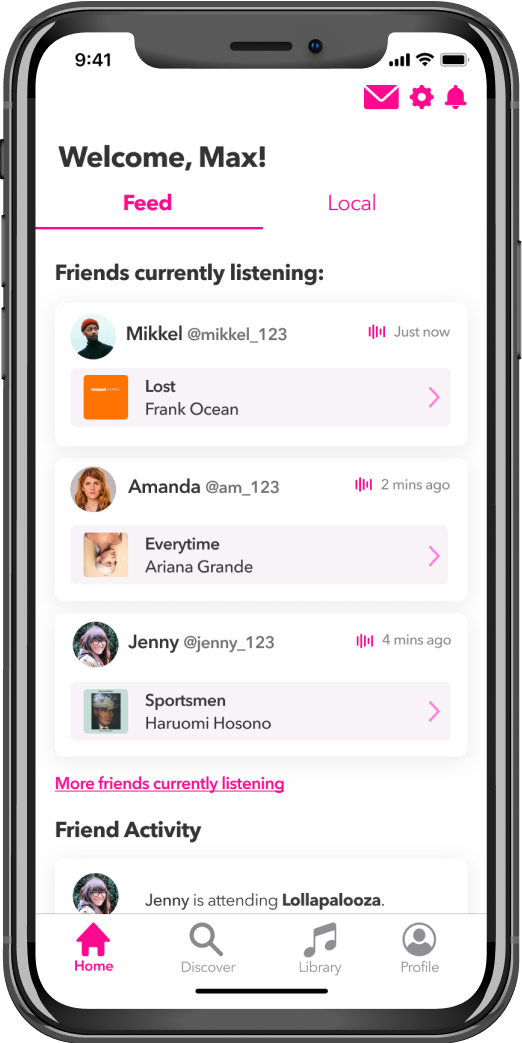 9:41
Welcome, Max!
Feed
Local
Friends currently listening:
Mikkel @mikkel_123
Just now
Lost
Frank Ocean
Amanda @am_123
2 mins ago
Everytime
Ariana Grande
Jenny @jenny_123
4 mins ago
Sportsmen
Haruomi Hosono
More friends currently listening
Friend Activity
Jenny is attending Lollapalooza.
Home
Discover
Library
Profile